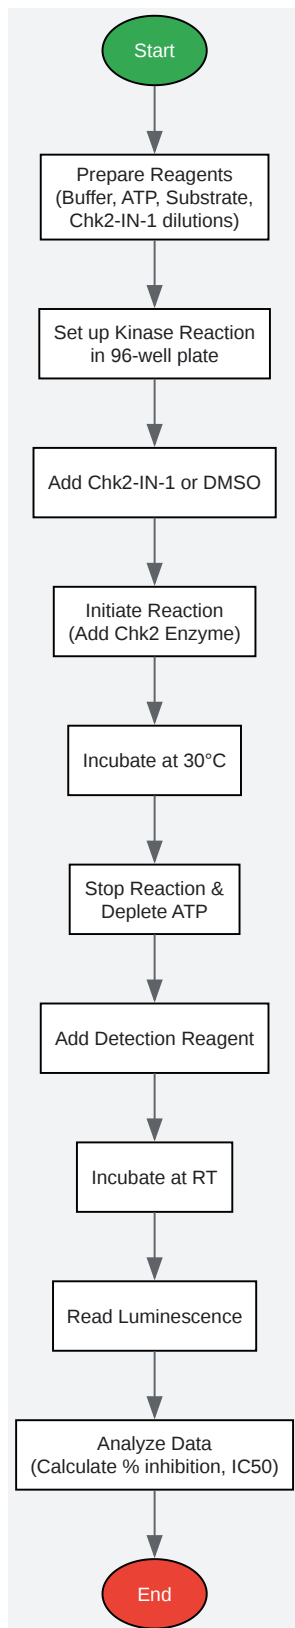 Start
Prepare Reagents
(Buffer, ATP, Substrate,
Chk2-IN-1 dilutions)
Set up Kinase Reaction
in 96-well plate
Add Chk2-IN-1 or DMSO
Initiate Reaction
(Add Chk2 Enzyme)
Incubate at 30°C
Stop Reaction &
Deplete ATP
Add Detection Reagent
Incubate at RT
Read Luminescence
Analyze Data
(Calculate % inhibition, IC50)
End